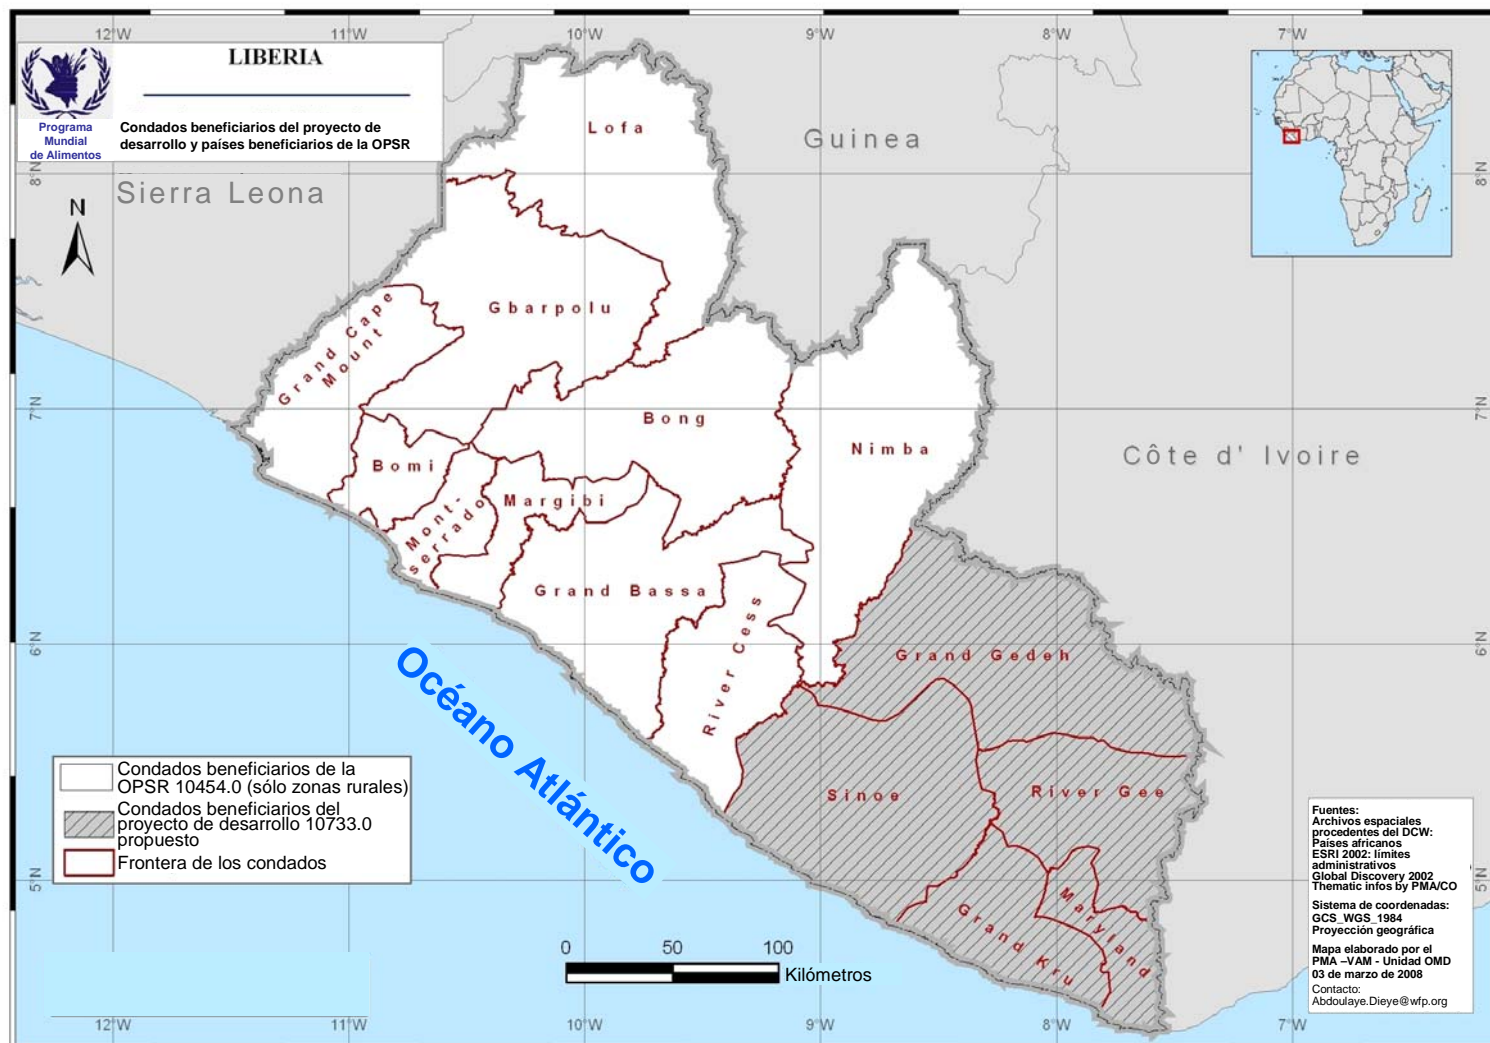 12°W 11°W 10°W 9°W 8°W 7°W
LIBERIA
Programa
Mundial
de Alimentos
Condados beneficiarios del proyecto de
desarrollo y países beneficiarios de la OPSR
Sierra Leona
Guinea
Côte d' Ivoire
N
8°N
8°N
7°N
7°N
6°N
6°N
5°N
5°N
Lofa
Gbarpolu
Grand Cape
Mount
Bong
Nimba
Bomi
Mont-
serrado
Margibi
Grand Bassa
River Cess
Grand Gedeh
Sinoe
River Gee
Grand Kru
Maryland
Océano Atlántico
Condados beneficiarios de la
OPSR 10454.0 (sólo zonas rurales)
Condados beneficiarios del
proyecto de desarrollo 10733.0
propuesto
Frontera de los condados
0 50 100
Kilómetros
Fuentes:
Archivos espaciales
procedentes del DCW:
Países africanos
ESRI 2002: límites
administrativos
Global Discovery 2002
Thematic infos by PMA/CO
Sistema de coordenadas:
GCS_WGS_1984
Proyección geográfica
Mapa elaborado por el
PMA –VAM - Unidad OMD
03 de marzo de 2008
Contacto:
Abdoulaye.Dieye@wfp.org
12°W 11°W 10°W 9°W 8°W 7°W